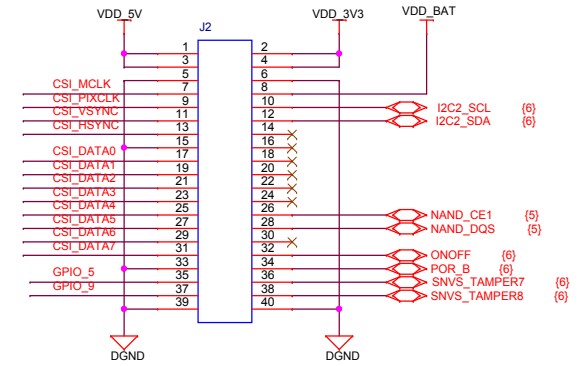 VDD_5V VDD_3V3 VDD_BAT
J2
1 2
3 4
5 6
CSI_MCLK 7 8
CSI_PIXCLK 9 10 I2C2_SCL {6}
CSI_VSYNC 11 12 I2C2_SDA {6}
CSI_HSYNC 13 14
15 16
CSI_DATA0 17 18
CSI_DATA1 19 20
CSI_DATA2 21 22
CSI_DATA3 23 24
CSI_DATA4 25 26 NAND_CE1 {5}
CSI_DATA5 27 28 NAND_DQS {5}
CSI_DATA6 29 30
CSI_DATA7 31 32 ONOFF {6}
33 34 POR_B {6}
GPIO_5 35 36 SNVS_TAMPER7 {6}
GPIO_9 37 38 SNVS_TAMPER8 {6}
39 40
DGND DGND